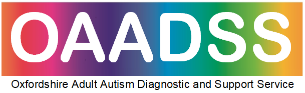 OAADSS
Oxfordshire Adult Autism Diagnostic and Support Service